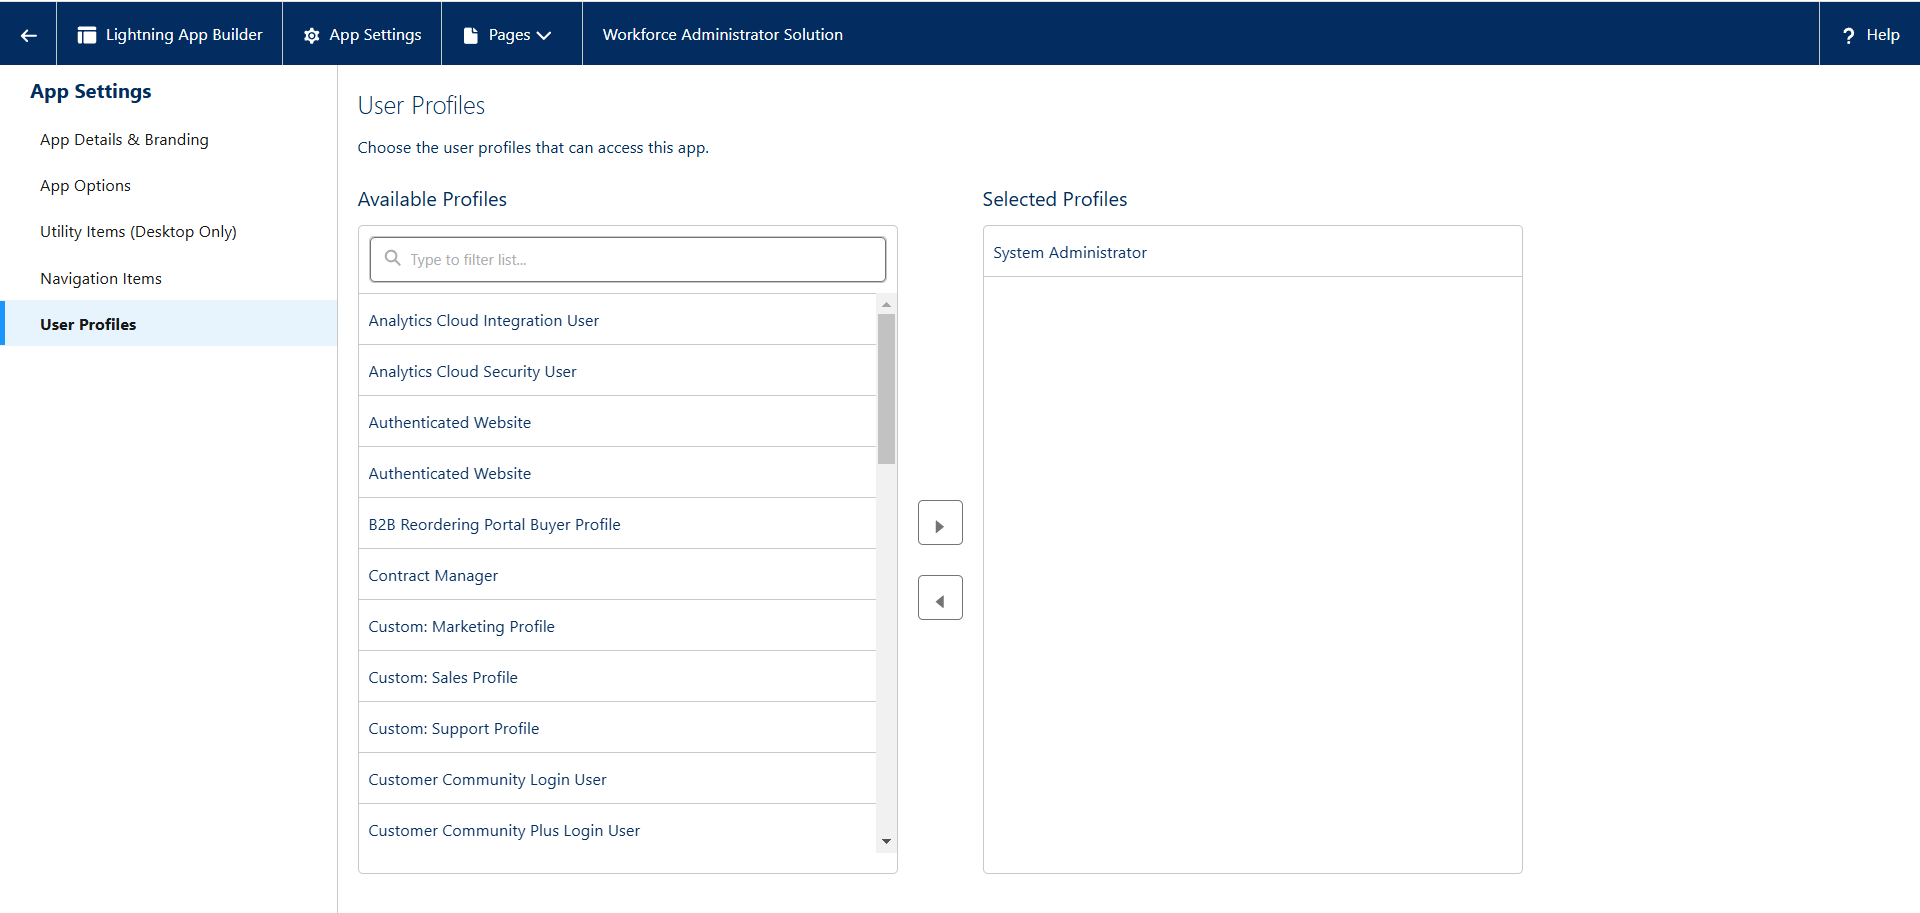 Lightning App Builder
App Settings
Pages
Workforce Administrator Solution
? Help
App Settings
App Details & Branding
App Options
Utility Items (Desktop Only)
Navigation Items
User Profiles
User Profiles
Choose the user profiles that can access this app.
Available Profiles
Type to filter list...
Analytics Cloud Integration User
Analytics Cloud Security User
Authenticated Website
Authenticated Website
B2B Reordering Portal Buyer Profile
Contract Manager
Custom: Marketing Profile
Custom: Sales Profile
Custom: Support Profile
Customer Community Login User
Customer Community Plus Login User
Selected Profiles
System Administrator